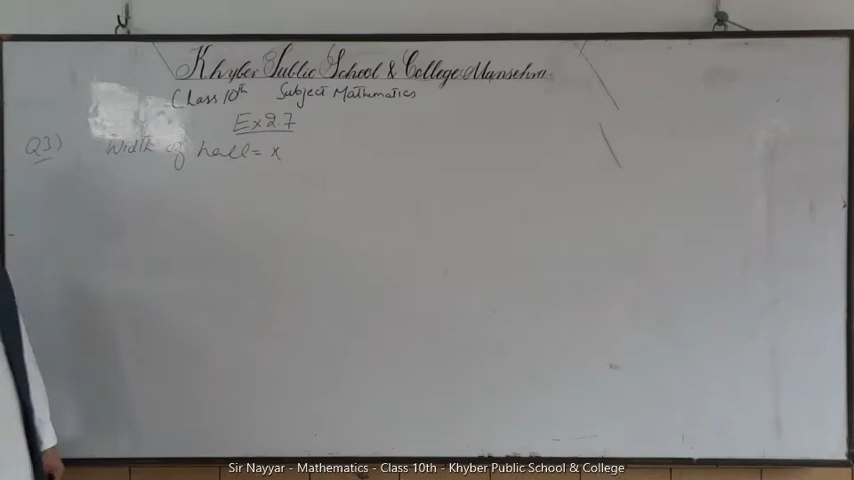 Khyber Public School & College Mansehra.
Class 10th Subject Mathematics
Ex 2.7
Q3) Width of hall = x
Sir Nayyar - Mathematics - Class 10th - Khyber Public School & College